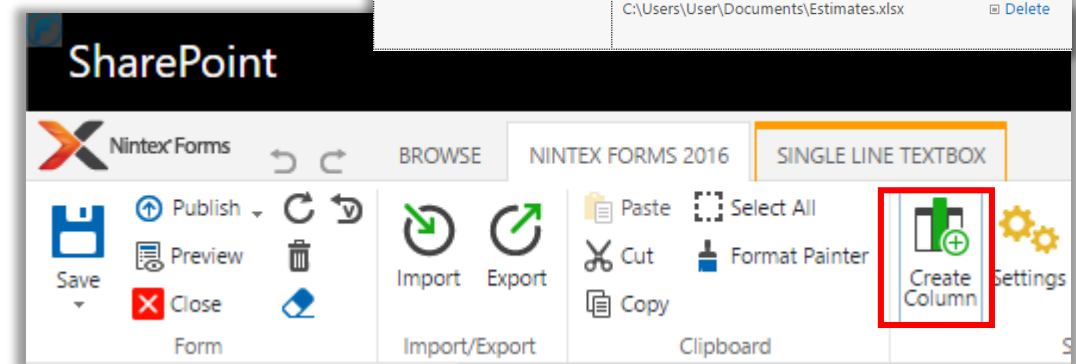 C:\Users\User\Documents\Estimates.xlsx Delete
SharePoint
Nintex Forms
BROWSE NINTEX FORMS 2016 SINGLE LINE TEXTBOX
Publish Paste Select All
Preview Cut Format Painter
Save Import Export Create Column Settings
Close Copy
Form Import/Export Clipboard S